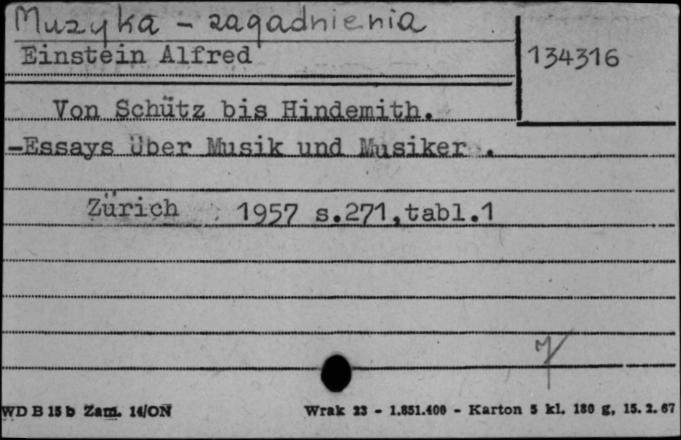 Muzyka - zagadnienia
Einstein Alfred
134316
Von Schütz bis Hindemith.
-Essays Über Musik und Musiker .
Zürich 1957 s.271,tabl.1
WD B 15 b Zam. 14/ON
Wrak 23 - 1.851.400 - Karton 5 kl. 180 g, 15. 2. 67